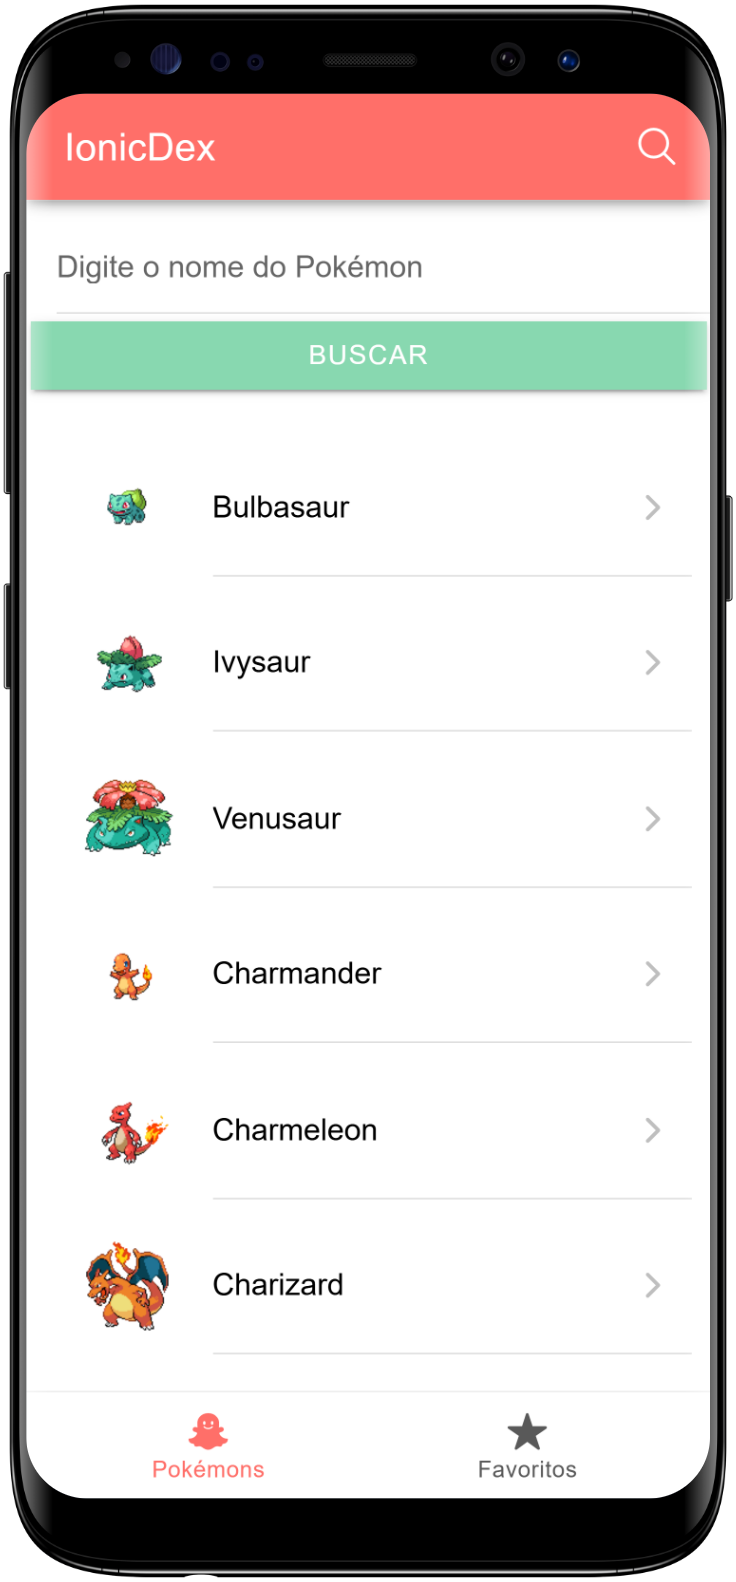 IonicDex
Digite o nome do Pokémon
BUSCAR
Bulbasaur
Ivysaur
Venusaur
Charmander
Charmeleon
Charizard
Pokémons
Favoritos